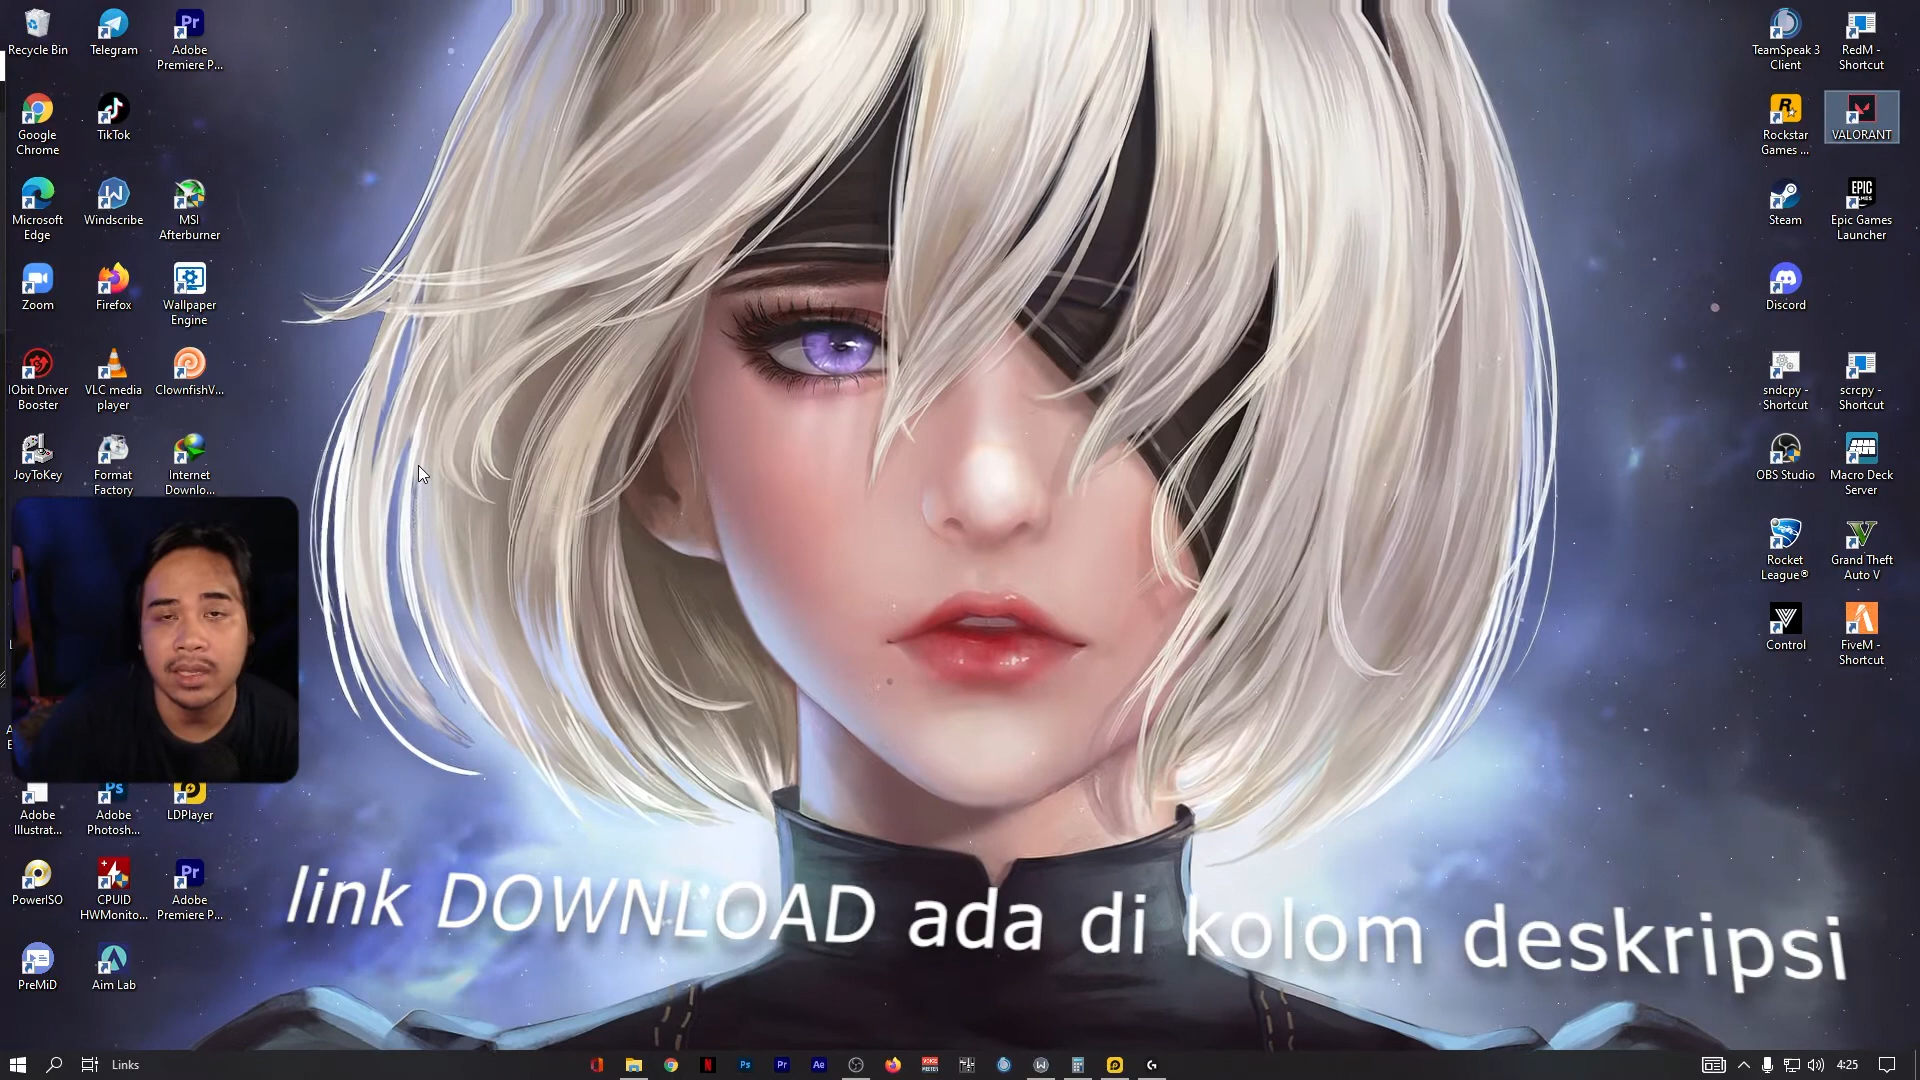 Recycle Bin
Telegram
Adobe
Premiere P...
Google
Chrome
TikTok
Microsoft
Edge
Windscribe
MSI
Afterburner
Zoom
Firefox
Wallpaper
Engine
IObit Driver
Booster
VLC media
player
ClownfishV...
JoyToKey
Format
Factory
Internet
Downlo...
Adobe
Illustrat...
Adobe
Photosh...
LDPlayer
PowerISO
CPUID
HWMonito...
Adobe
Premiere P...
PreMiD
Aim Lab
TeamSpeak 3
Client
RedM -
Shortcut
Rockstar
Games ...
VALORANT
Steam
EPIC
GAMES
Epic Games
Launcher
Discord
sndcpy -
Shortcut
scrcpy -
Shortcut
OBS Studio
Macro Deck
Server
Rocket
League®
Grand Theft
Auto V
Control
FiveM -
Shortcut
link DOWNLOAD ada di kolom deskripsi
Links
4:25